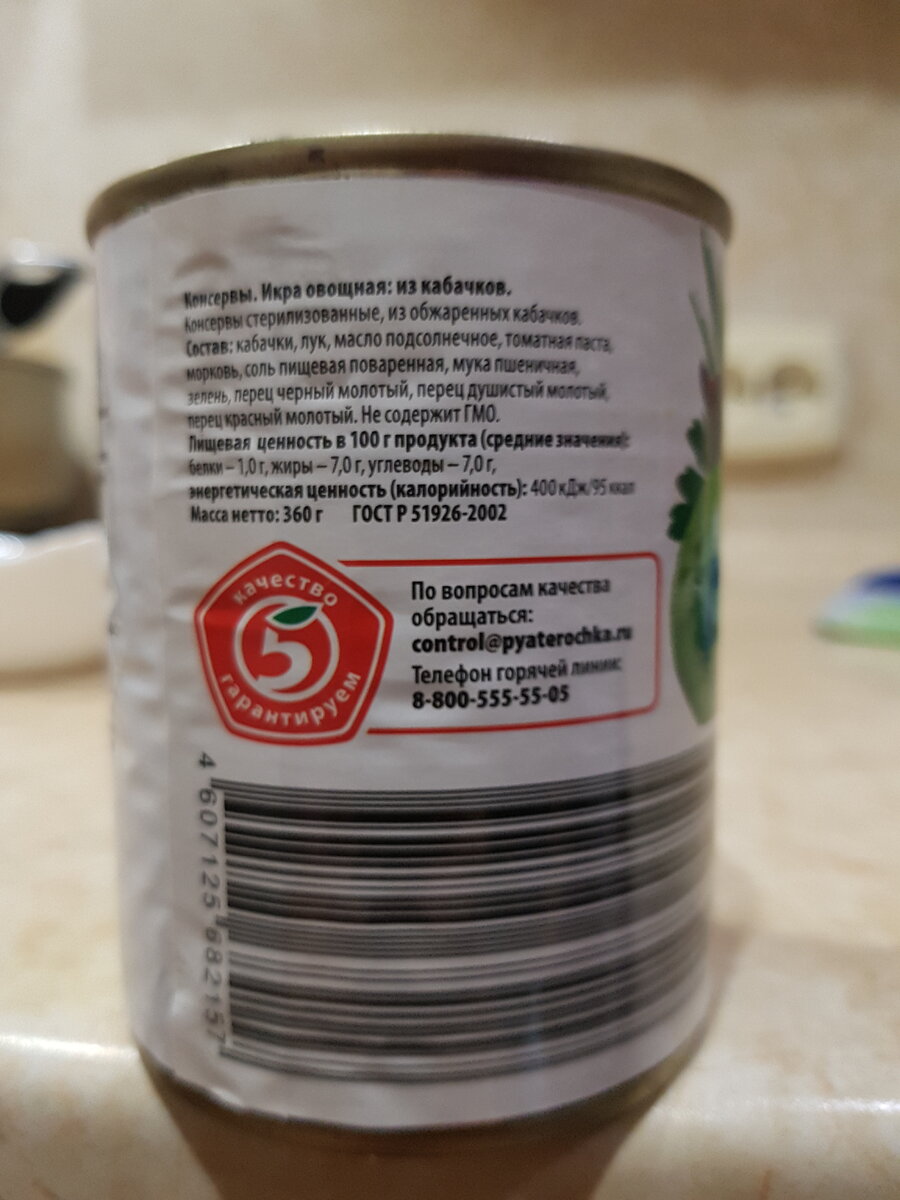 Консервы. Икра овощная: из кабачков.
Консервы стерилизованные, из обжаренных кабачков.
Состав: кабачки, лук, масло подсолнечное, томатная паста,
морковь, соль пищевая поваренная, мука пшеничная,
зелень, перец черный молотый, перец душистый молотый,
перец красный молотый. Не содержит ГМО.
Пищевая ценность в 100 г продукта (средние значения):
белки – 1,0 г, жиры – 7,0 г, углеводы – 7,0 г,
энергетическая ценность (калорийность): 400 кДж/95 ккал
Масса нетто: 360 г ГОСТ Р 51926-2002
качество
5
гарантируем
По вопросам качества
обращаться:
control@pyaterochka.ru
Телефон горячей линии:
8-800-555-55-05
4 607125